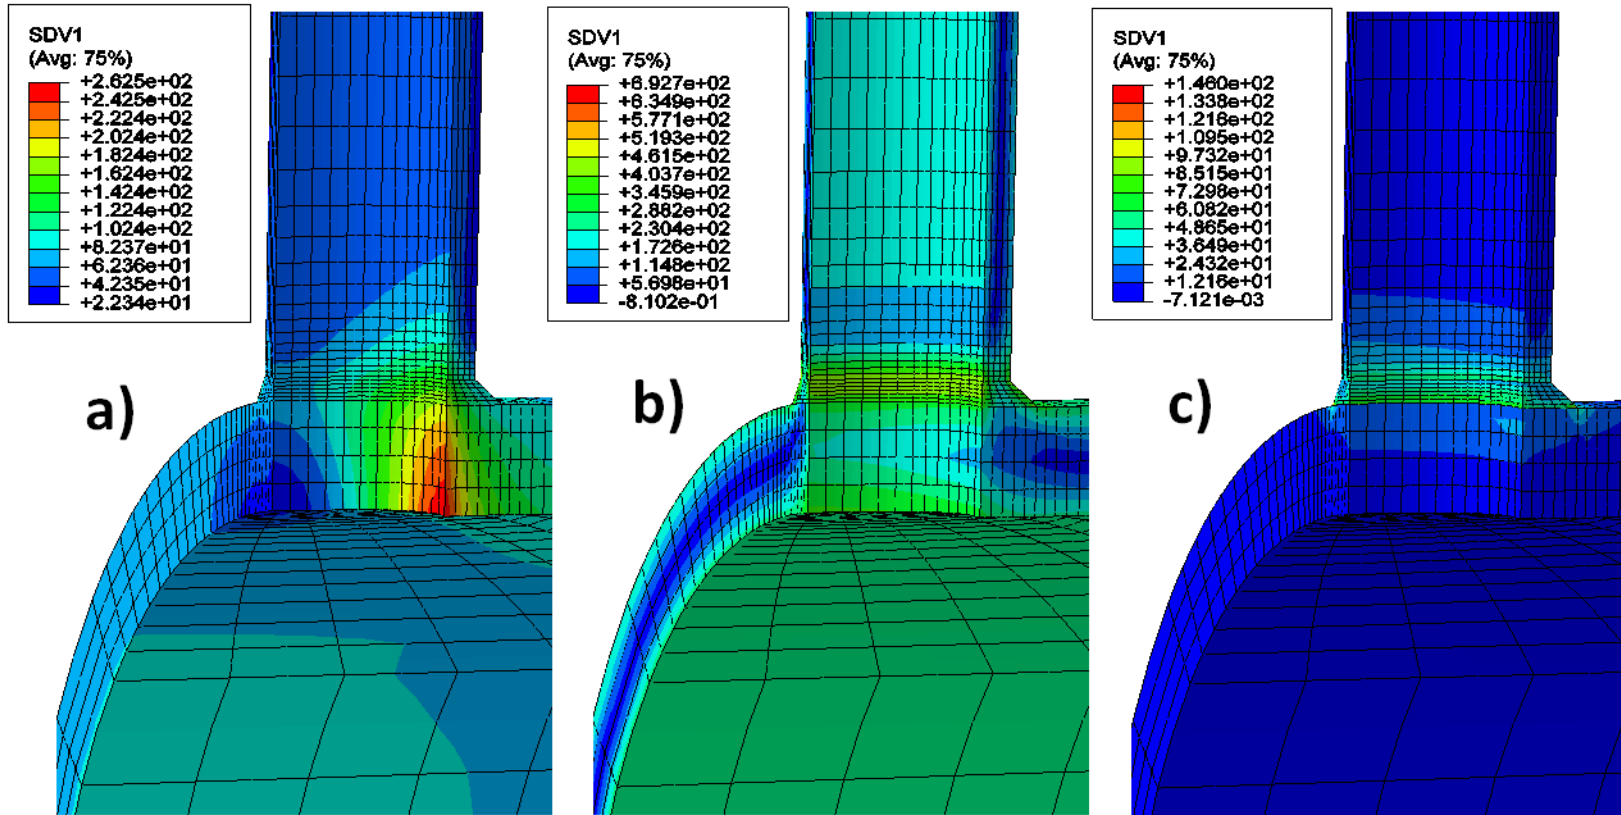 SDV1
(Avg: 75%)
+2.625e+02
+2.425e+02
+2.224e+02
+2.024e+02
+1.824e+02
+1.624e+02
+1.424e+02
+1.224e+02
+1.024e+02
+8.237e+01
+6.236e+01
+4.235e+01
+2.234e+01
a)
SDV1
(Avg: 75%)
+6.927e+02
+6.349e+02
+5.771e+02
+5.193e+02
+4.615e+02
+4.037e+02
+3.459e+02
+2.882e+02
+2.304e+02
+1.726e+02
+1.148e+02
+5.698e+01
-8.102e-01
b)
SDV1
(Avg: 75%)
+1.460e+02
+1.338e+02
+1.216e+02
+1.095e+02
+9.732e+01
+8.515e+01
+7.298e+01
+6.082e+01
+4.865e+01
+3.649e+01
+2.432e+01
+1.216e+01
-7.121e-03
c)